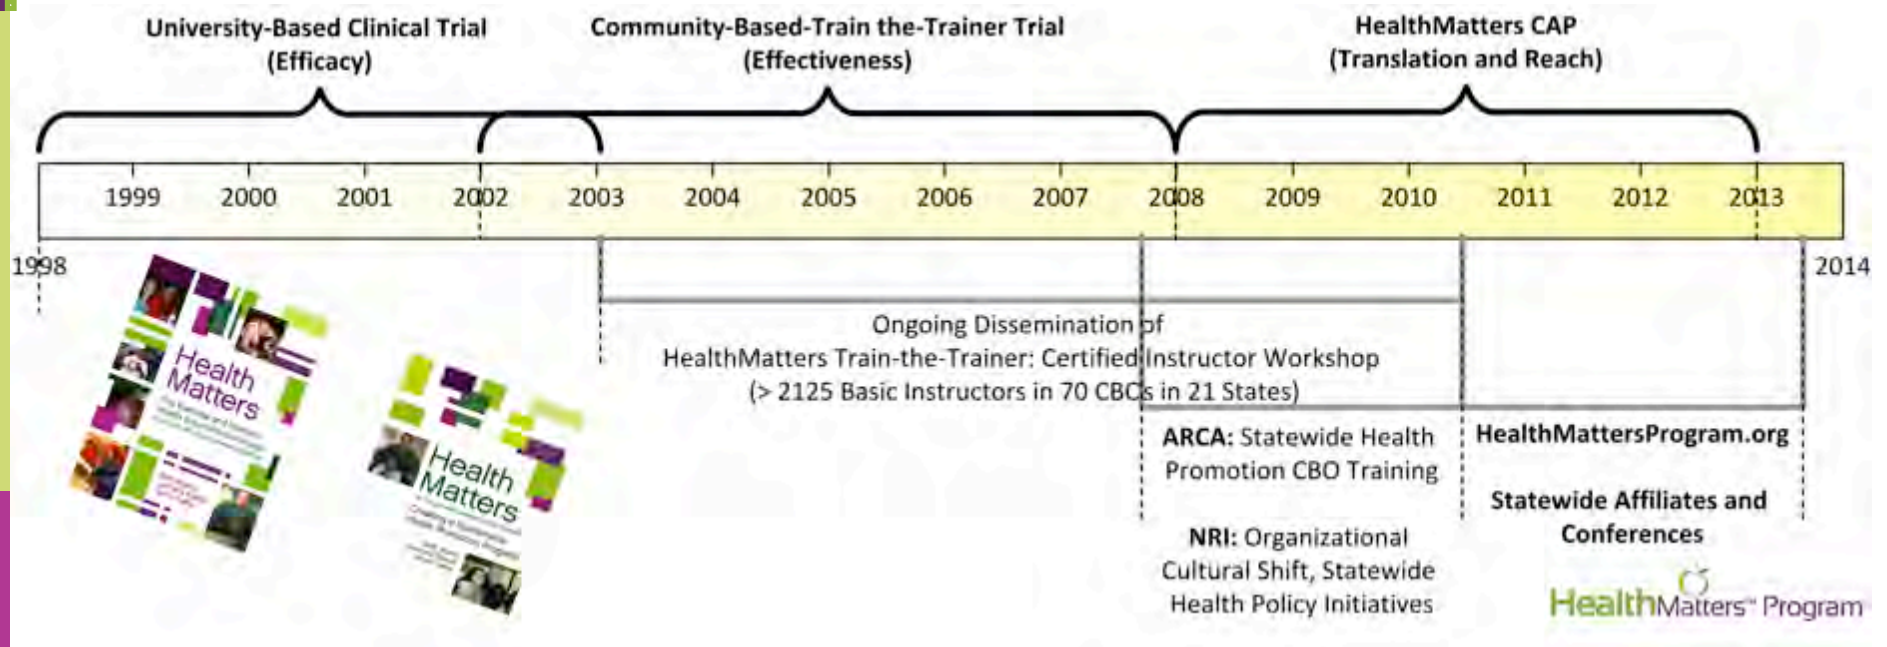 University-Based Clinical Trial
(Efficacy)
Community-Based-Train the-Trainer Trial
(Effectiveness)
HealthMatters CAP
(Translation and Reach)
1999 2000 2001 2002 2003 2004 2005 2006 2007 2008 2009 2010 2011 2012 2013
1998
2014
Ongoing Dissemination of
HealthMatters Train-the-Trainer: Certified Instructor Workshop
(> 2125 Basic Instructors in 70 CBOs in 21 States)
ARCA: Statewide Health
Promotion CBO Training
NRI: Organizational
Cultural Shift, Statewide
Health Policy Initiatives
HealthMattersProgram.org
Statewide Affiliates and
Conferences
HealthMatters™ Program
Health
Matters
Health
Matters